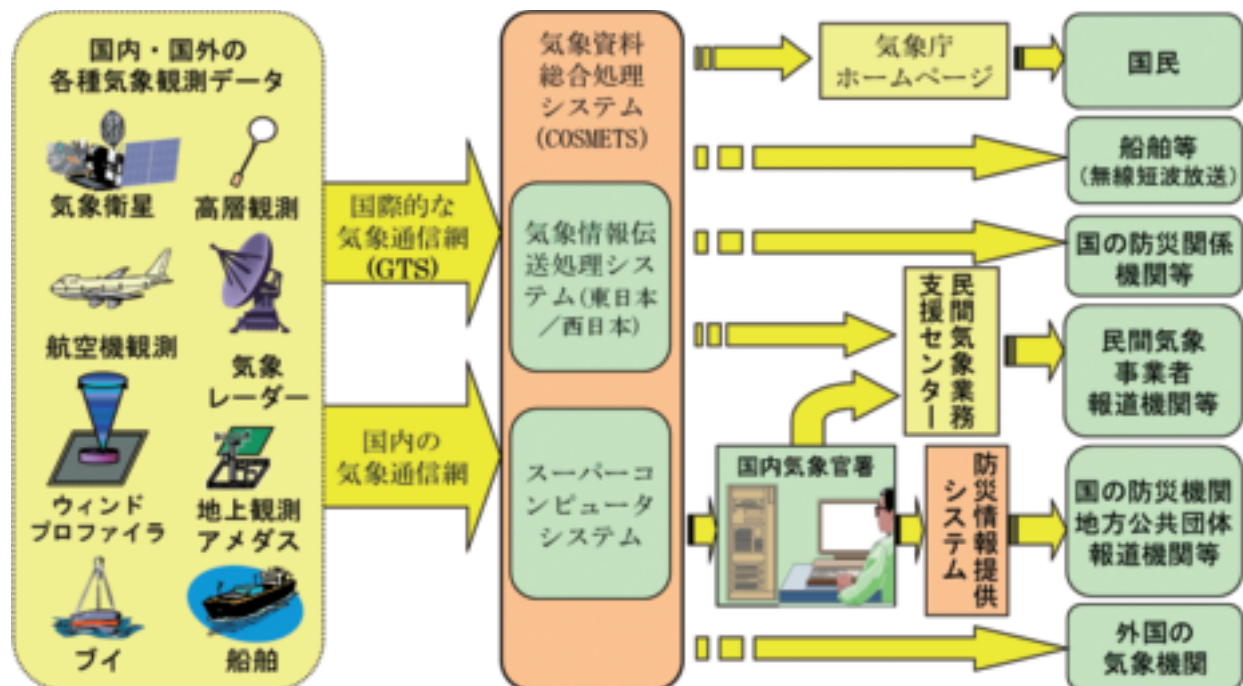 国内・国外の
各種気象観測データ
気象衛星
高層観測
航空機観測
気象
レーダー
ウィンド
プロファイラ
地上観測
アメダス
ブイ
船舶
国際的な
気象通信網
(GTS)
国内の
気象通信網
気象資料
総合処理
システム
(COSMETS)
気象情報伝
送処理シス
テム(東日本
/西日本)
スーパーコ
ンピュータ
システム
気象庁
ホームページ
国民
船舶等
(無線短波放送)
国の防災関係
機関等
民間気象業務
支援センター
民間気象
事業者
報道機関等
国内気象官署
防災情報提供
システム
国の防災機関
地方公共団体
報道機関等
外国の
気象機関